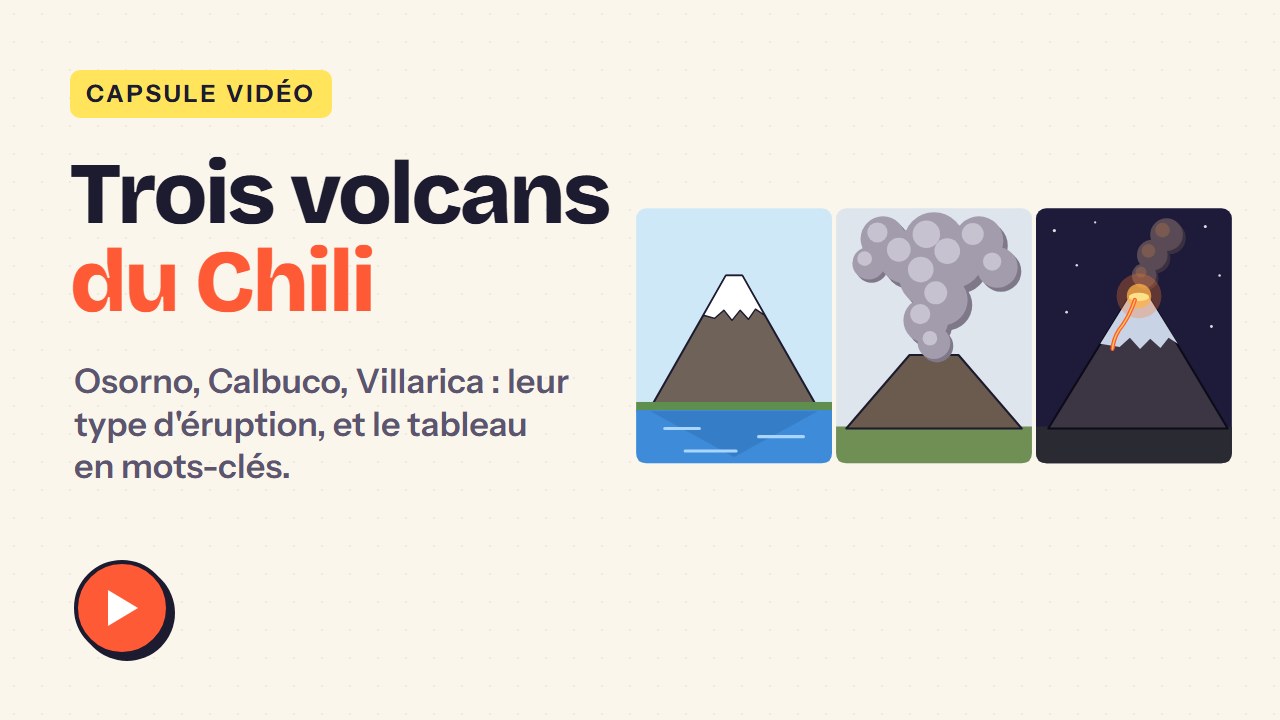 CAPSULE VIDÉO
Trois volcans
du Chili
Osorno, Calbuco, Villarica : leur
type d'éruption, et le tableau
en mots-clés.